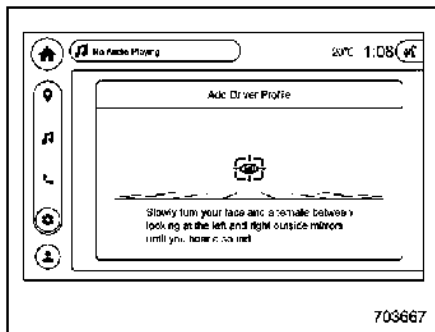 No Audio Playing
20°C 1:08
Add Driver Profile
Slowly turn your face and alternate between
looking at the left and right outside mirrors
until you hear a sound
703667